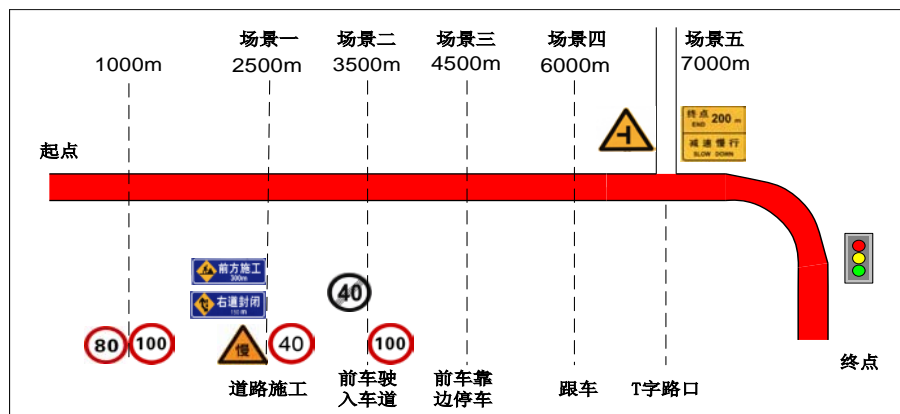 场景一
场景二
场景三
场景四
场景五
1000m
2500m
3500m
4500m
6000m
7000m
终点 200 m
END
减速慢行
SLOW DOWN
起点
前方施工
300m
右道封闭
40
80
100
慢
40
100
终点
道路施工
前车驶
入车道
前车靠
边停车
跟车
T字路口